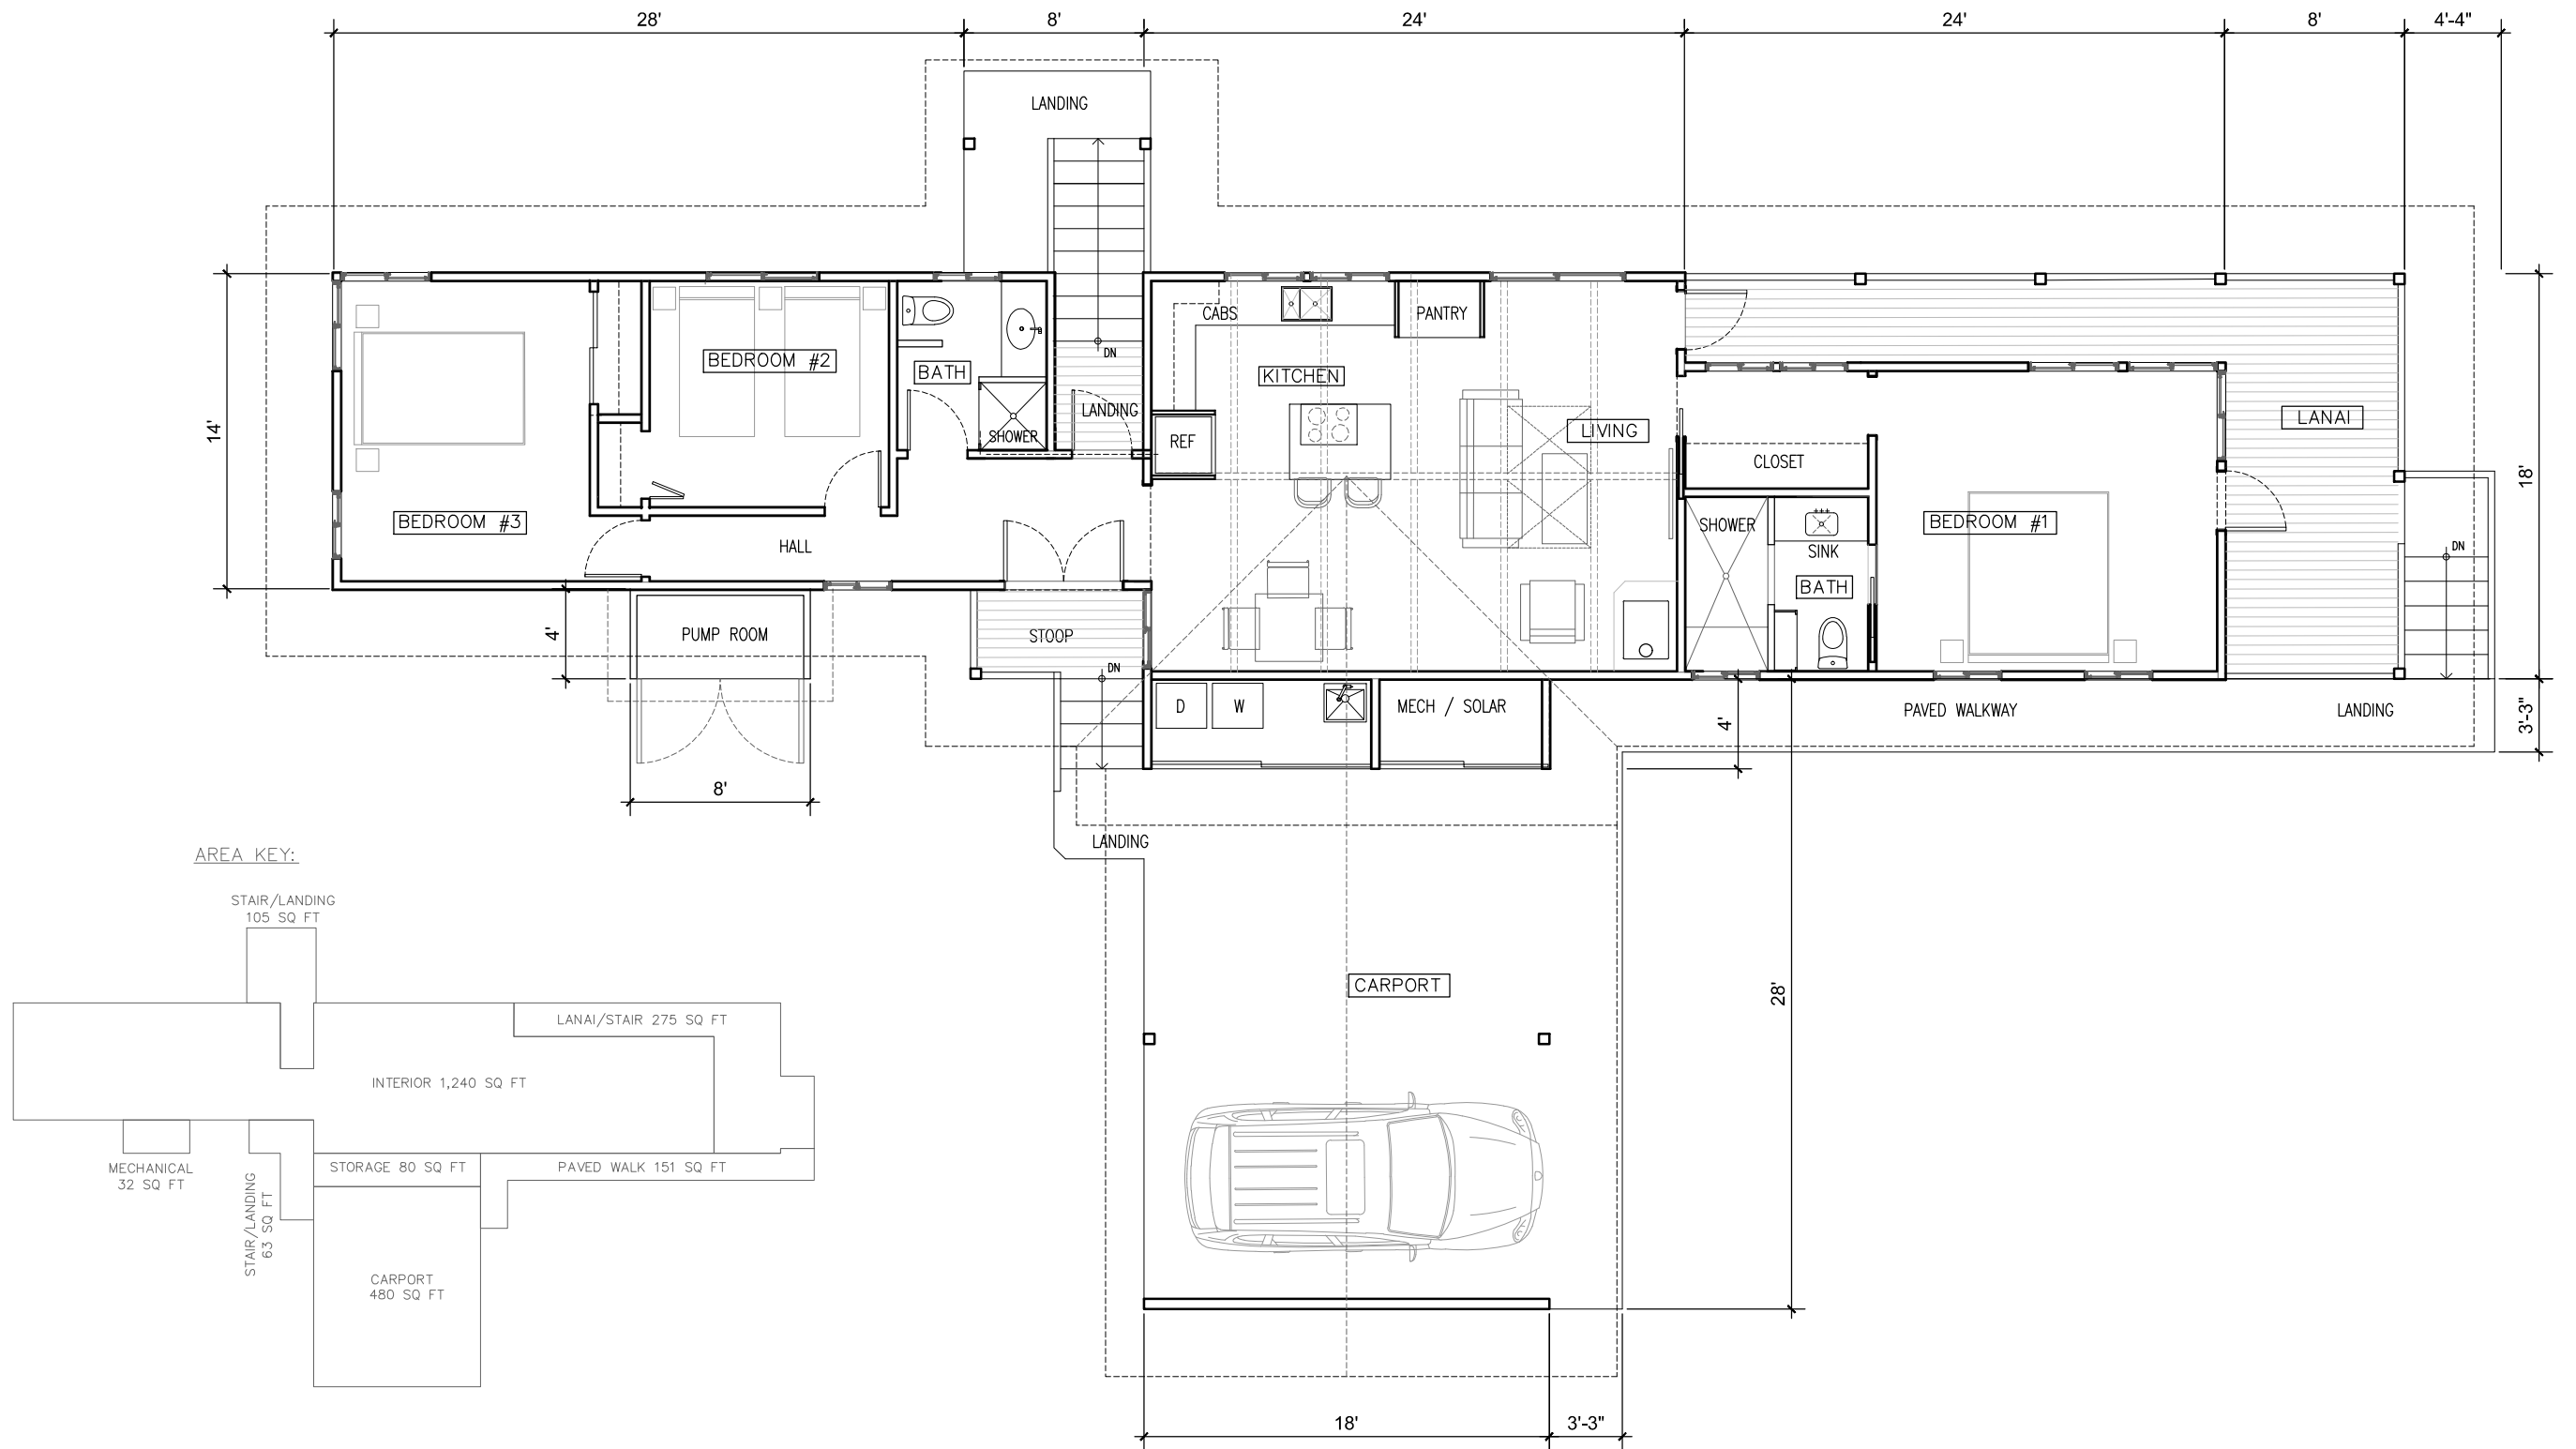 28'
8'
24'
24'
8'
4'-4"
LANDING
CABS
PANTRY
BEDROOM #2
DN
BATH
KITCHEN
LANDING
LIVING
LANAI
SHOWER
REF
CLOSET
14'
18'
BEDROOM #3
HALL
SHOWER
SINK
BEDROOM #1
DN
BATH
4'
PUMP ROOM
STOOP
DN
D
W
MECH / SOLAR
4'
PAVED WALKWAY
LANDING
3'-3"
8'
LANDING
AREA KEY:
STAIR/LANDING
105 SQ FT
CARPORT
28'
LANAI/STAIR 275 SQ FT
INTERIOR 1,240 SQ FT
MECHANICAL
32 SQ FT
STORAGE 80 SQ FT
PAVED WALK 151 SQ FT
STAIR/LANDING
63 SQ FT
CARPORT
480 SQ FT
18'
3'-3"